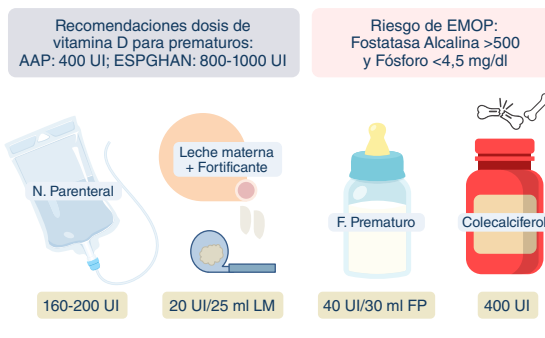 Recomendaciones dosis de
vitamina D para prematuros:
AAP: 400 UI; ESPGHAN: 800-1000 UI
Riesgo de EMOP:
Fostatasa Alcalina >500
y Fósforo <4,5 mg/dl
N. Parenteral
Leche materna
+ Fortificante
F. Prematuro
Colecalciferol
160-200 UI
20 UI/25 ml LM
40 UI/30 ml FP
400 UI